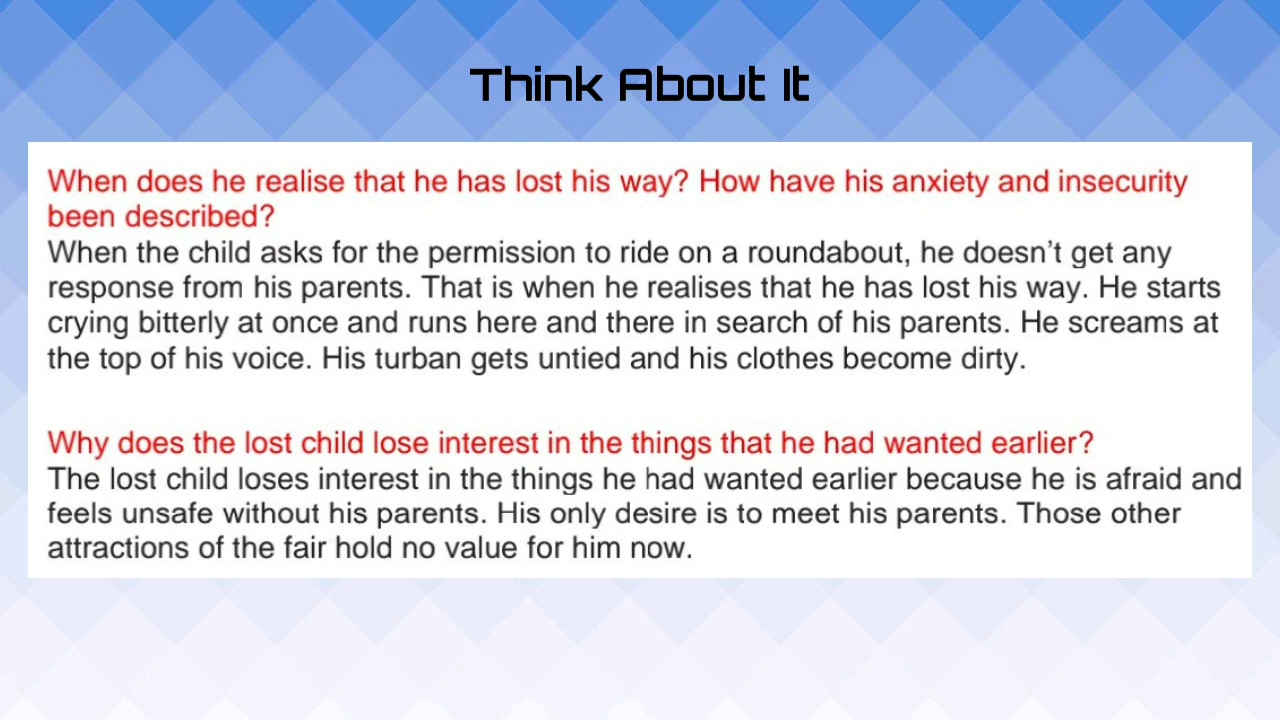 Think About It
When does he realise that he has lost his way? How have his anxiety and insecurity
been described?
When the child asks for the permission to ride on a roundabout, he doesn’t get any
response from his parents. That is when he realises that he has lost his way. He starts
crying bitterly at once and runs here and there in search of his parents. He screams at
the top of his voice. His turban gets untied and his clothes become dirty.
Why does the lost child lose interest in the things that he had wanted earlier?
The lost child loses interest in the things he had wanted earlier because he is afraid and
feels unsafe without his parents. His only desire is to meet his parents. Those other
attractions of the fair hold no value for him now.